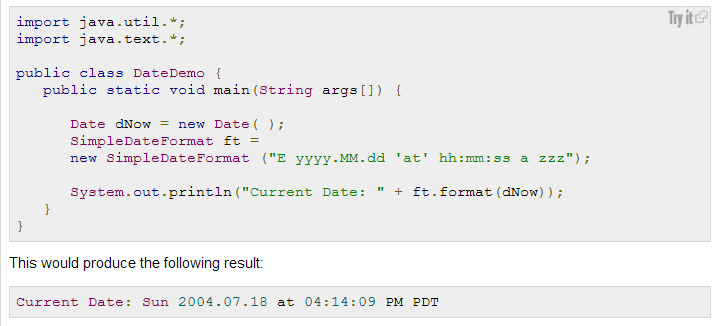 Try it
import java.util.*;
import java.text.*;
public class DateDemo {
public static void main(String args[]) {
Date dNow = new Date( );
SimpleDateFormat ft =
new SimpleDateFormat ("E yyyy.MM.dd 'at' hh:mm:ss a zzz");
System.out.println("Current Date: " + ft.format(dNow));
}
}
This would produce the following result:
Current Date: Sun 2004.07.18 at 04:14:09 PM PDT